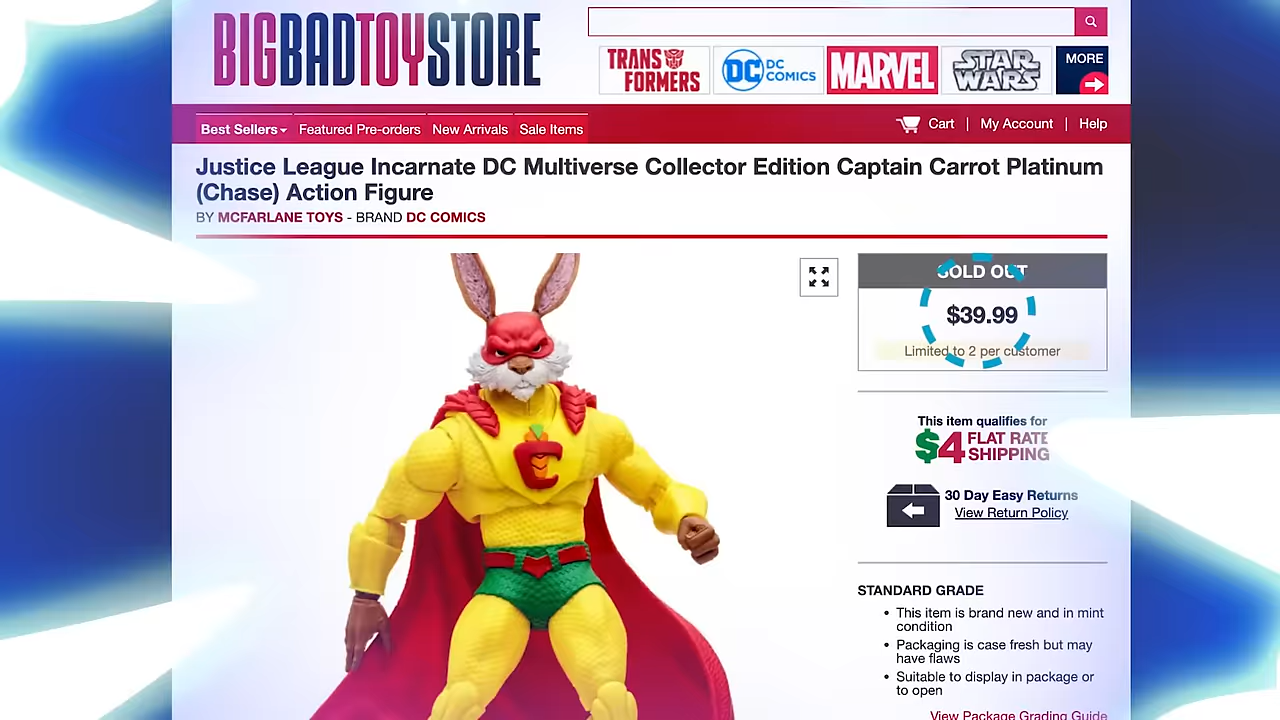 BIGBADTOYSTORE
TRANSFORMERS
DC DC COMICS
MARVEL
STAR WARS
MORE
Best Sellers
Featured Pre-orders
New Arrivals
Sale Items
Cart | My Account | Help
Justice League Incarnate DC Multiverse Collector Edition Captain Carrot Platinum
(Chase) Action Figure
BY MCFARLANE TOYS - BRAND DC COMICS
SOLD OUT
$39.99
Limited to 2 per customer
This item qualifies for
$4 FLAT RATE
SHIPPING
30 Day Easy Returns
View Return Policy
STANDARD GRADE
• This item is brand new and in mint
condition
• Packaging is case fresh but may
have flaws
• Suitable to display in package or
to open
View Package Grading Guide
C